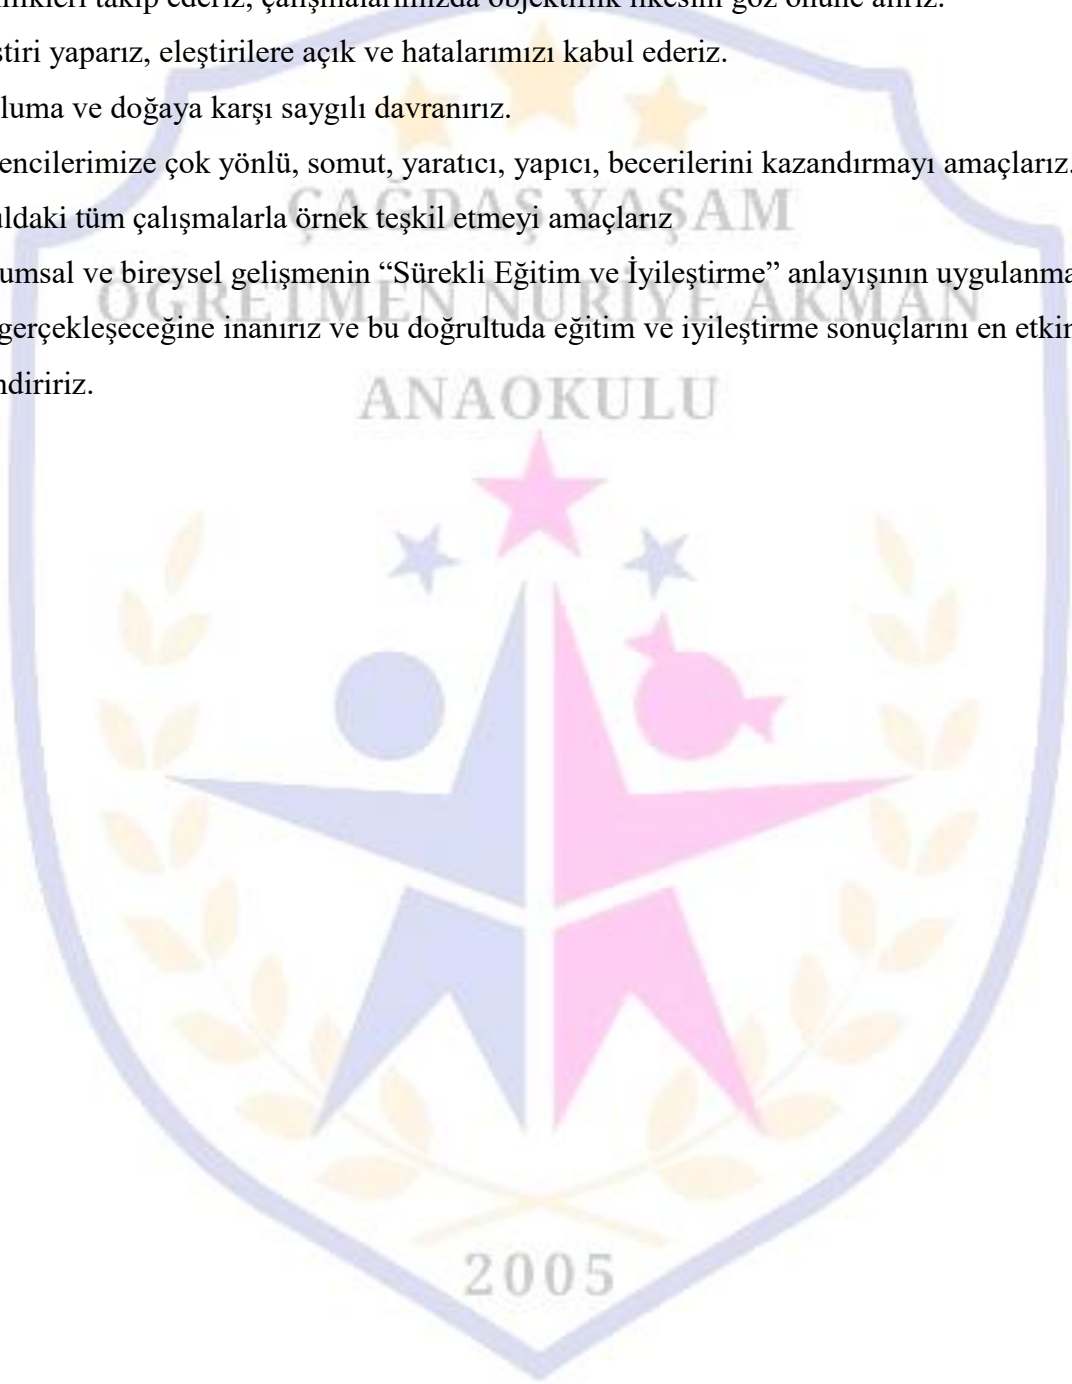 likleri takip ederiz, çalışmalarımızda objektiflik ilkesini göz önüne alırız.
ştiri yaparız, eleştirilere açık ve hatalarımızı kabul ederiz.
luma ve doğaya karşı saygılı davranırız.
encilerimize çok yönlü, somut, yaratıcı, yapıcı, becerilerini kazandırmayı amaçlarız.
ÇAĞDAŞ YAŞAM
ldaki tüm çalışmalarla örnek teşkil etmeyi amaçlarız
umsal ve bireysel gelişmenin “Sürekli Eğitim ve İyileştirme” anlayışının uygulanma
ÖĞRETMEN NURİYE AKMAN
gerçekleşeceğine inanırız ve bu doğrultuda eğitim ve iyileştirme sonuçlarını en etkin
ndiririz.
ANAOKULU
2005